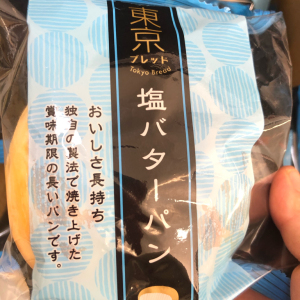 東京
ブレッド
Tokyo Bread
塩バターパン
おいしさ長持ち
独自の製法で焼き上げた
賞味期限の長いパンです。